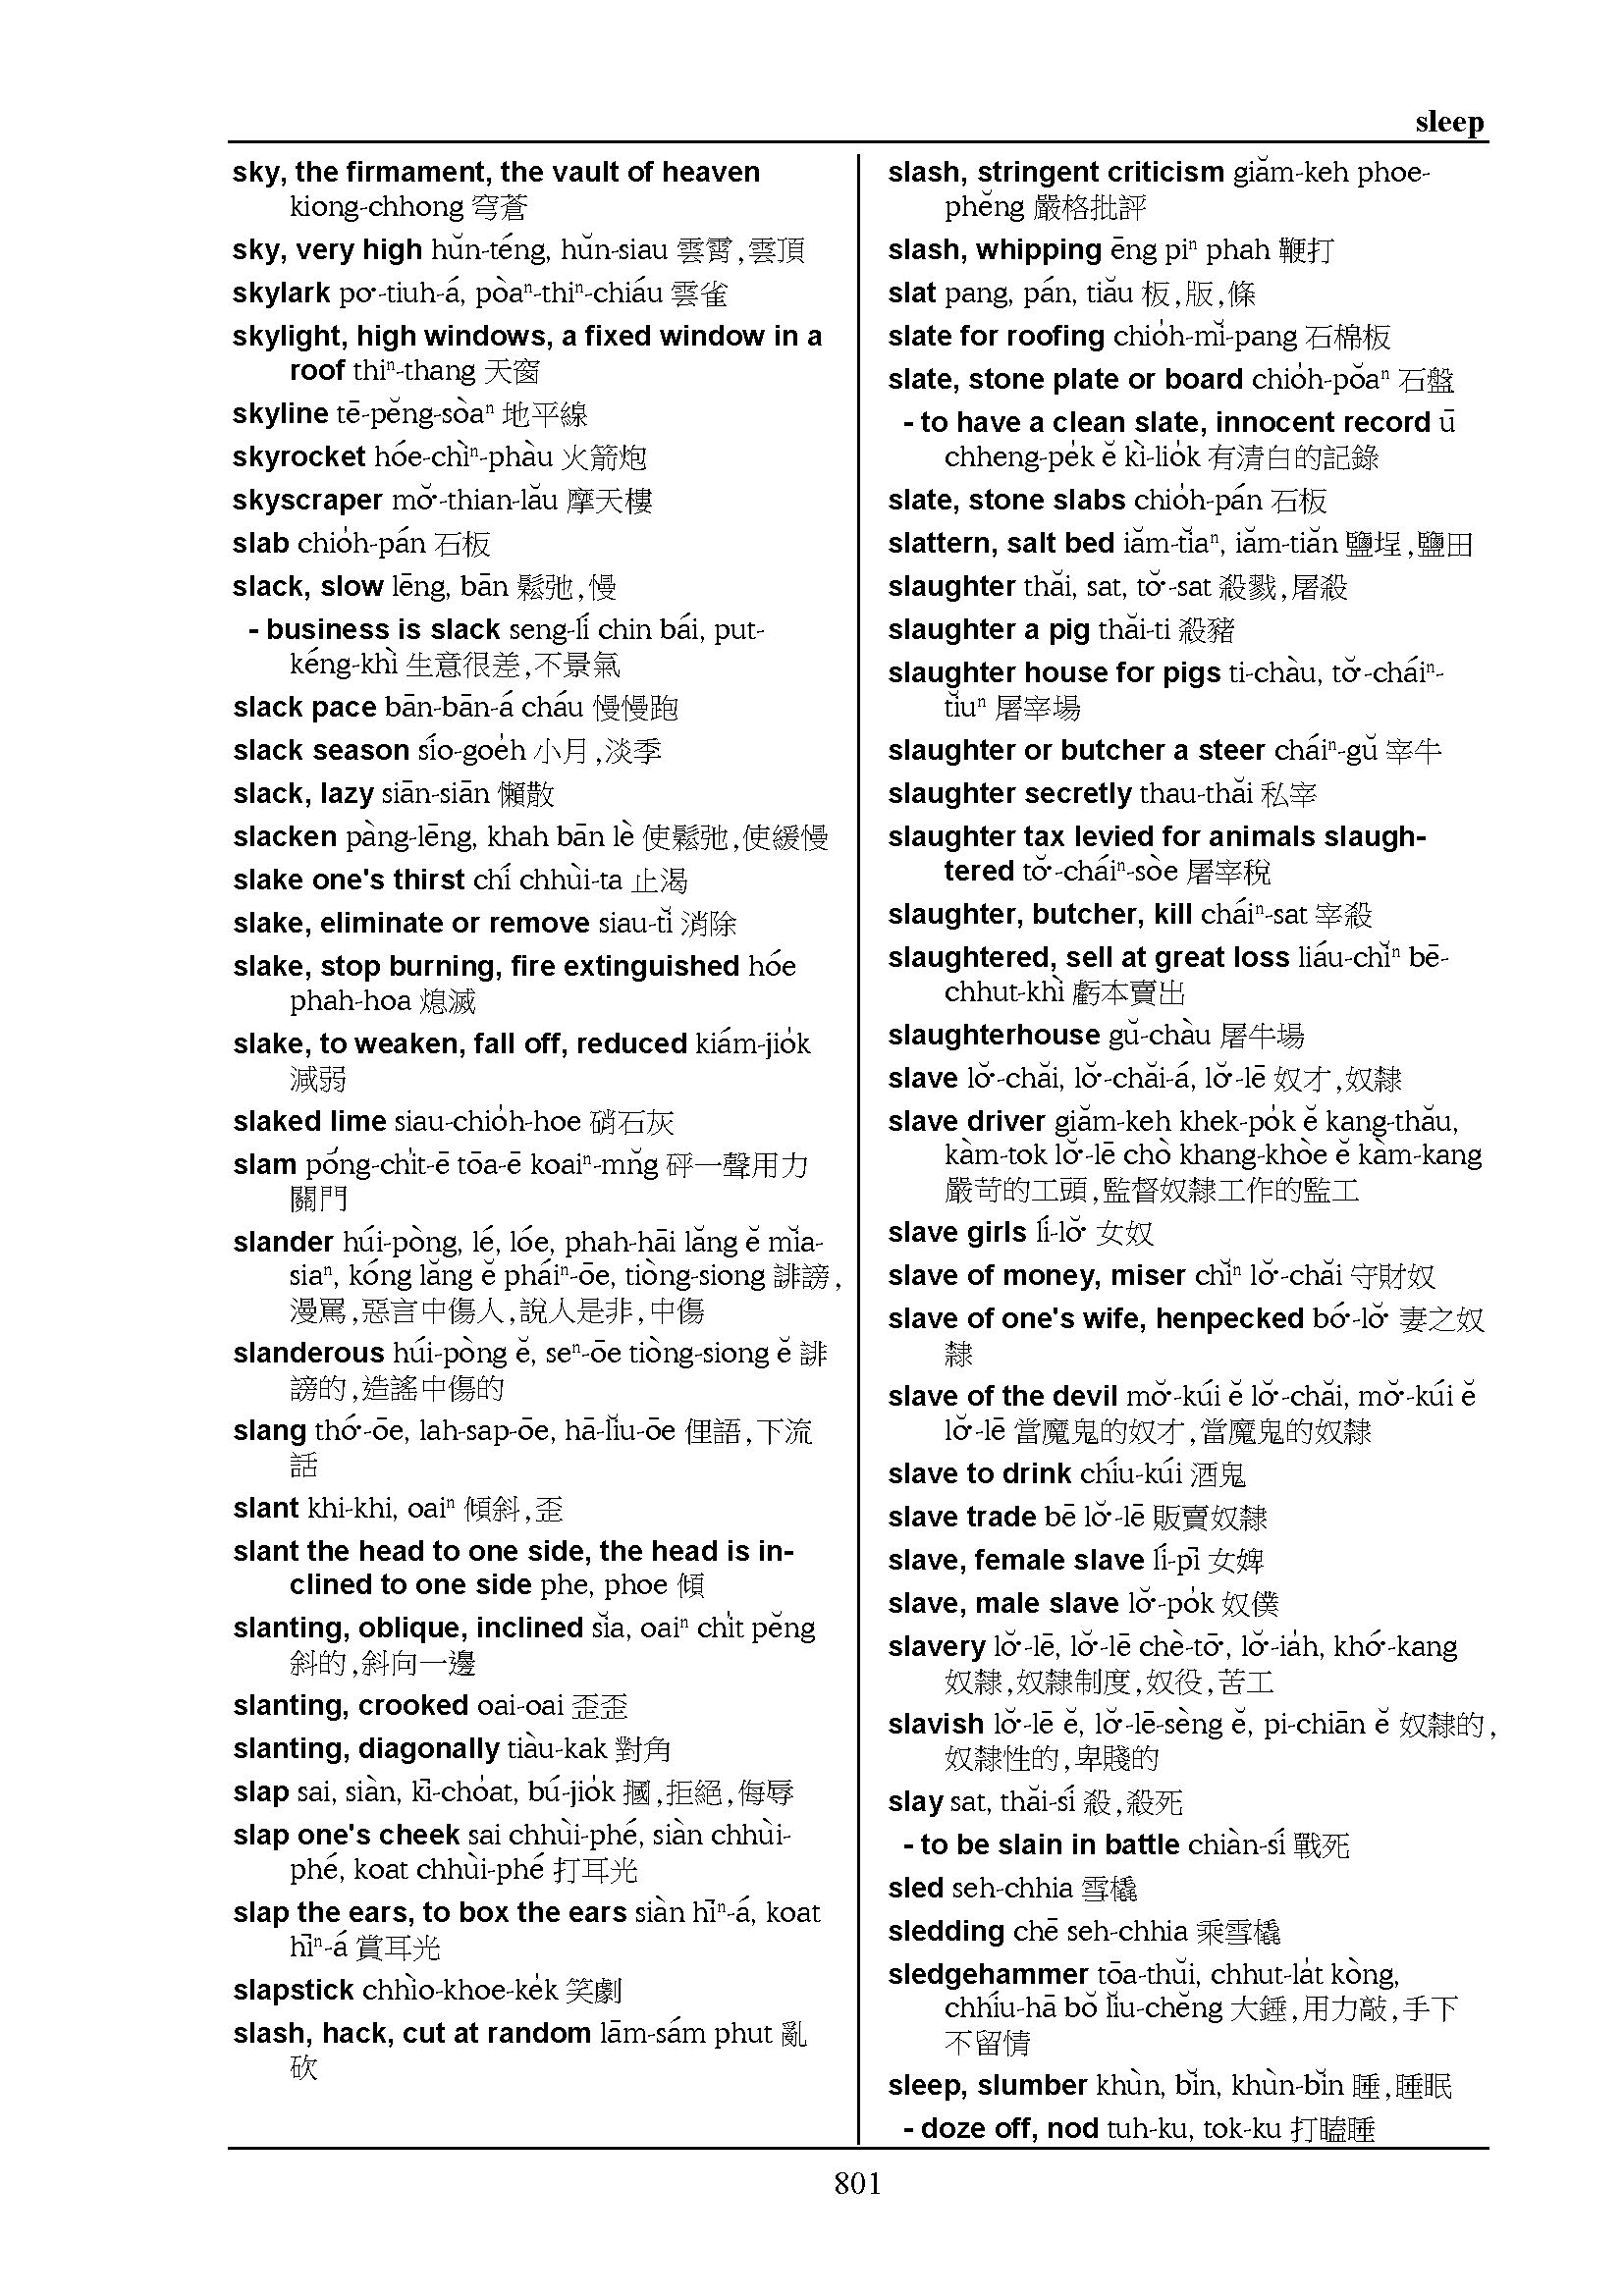 sleep
sky, the firmament, the vault of heaven
kiong-chhong 穹蒼
sky, very high hŭn-téng, hŭn-siau 雲霄,雲頂
skylark po͘-tiuh-á, pòaⁿ-thiⁿ-chiáu 雲雀
skylight, high windows, a fixed window in a
roof thiⁿ-thang 天窗
skyline tē-pĕng-sòaⁿ 地平線
skyrocket hóe-chìⁿ-phàu 火箭炮
skyscraper mŏ͘-thian-lău 摩天樓
slab chio̍h-pán 石板
slack, slow lēng, bān 鬆弛,慢
- business is slack seng-lí chin bái, put-
kéng-khì 生意很差,不景氣
slack pace bān-bān-á cháu 慢慢跑
slack season sío-goe̍h 小月,淡季
slack, lazy siān-siān 懶散
slacken pàng-lēng, khah bān lè 使鬆弛,使緩慢
slake one's thirst chí chhùi-ta 止渴
slake, eliminate or remove siau-tĭ 消除
slake, stop burning, fire extinguished hóe
phah-hoa 熄滅
slake, to weaken, fall off, reduced kiám-jio̍k
減弱
slaked lime siau-chio̍h-hoe 硝石灰
slam póng-chi̍t-ē tōa-ē koaiⁿ-mn̆g 砰一聲用力
關門
slander húi-pòng, lé, lóe, phah-hāi lăng ĕ mĭa-
siaⁿ, kóng lăng ĕ pháiⁿ-ōe, tiòng-siong 誹謗,
漫罵,惡言中傷人,說人是非,中傷
slanderous húi-pòng ĕ, seⁿ-ōe tiòng-siong ĕ 誹
謗的,造謠中傷的
slang thó͘-ōe, lah-sap-ōe, hā-lĭu-ōe 俚語,下流
話
slant khi-khi, oaiⁿ 傾斜,歪
slant the head to one side, the head is in-
clined to one side phe, phoe 傾
slanting, oblique, inclined sĭa, oaiⁿ chi̍t pĕng
斜的,斜向一邊
slanting, crooked oai-oai 歪歪
slanting, diagonally tiàu-kak 對角
slap sai, siàn, kī-cho̍at, bú-jio̍k 摑,拒絕,侮辱
slap one's cheek sai chhùi-phé, siàn chhùi-
phé, koat chhùi-phé 打耳光
slap the ears, to box the ears siàn hīⁿ-á, koat
hīⁿ-á 賞耳光
slapstick chhìo-khoe-ke̍k 笑劇
slash, hack, cut at random lām-sám phut 亂
砍
slash, stringent criticism giăm-keh phoe-
phĕng 嚴格批評
slash, whipping ēng piⁿ phah 鞭打
slat pang, pán, tiău 板,版,條
slate for roofing chio̍h-mĭ-pang 石棉板
slate, stone plate or board chio̍h-pŏaⁿ 石盤
- to have a clean slate, innocent record ū
chheng-pe̍k ĕ kì-lio̍k 有清白的記錄
slate, stone slabs chio̍h-pán 石板
slattern, salt bed iăm-tĭaⁿ, iăm-tiăn 鹽埕,鹽田
slaughter thăi, sat, tŏ͘-sat 殺戮,屠殺
slaughter a pig thăi-ti 殺豬
slaughter house for pigs ti-chàu, tŏ͘-cháiⁿ-
tĭuⁿ 屠宰場
slaughter or butcher a steer cháiⁿ-gŭ 宰牛
slaughter secretly thau-thăi 私宰
slaughter tax levied for animals slaugh-
tered tŏ͘-cháiⁿ-sòe 屠宰稅
slaughter, butcher, kill cháiⁿ-sat 宰殺
slaughtered, sell at great loss liáu-chĭⁿ bē-
chhut-khì 虧本賣出
slaughterhouse gŭ-chàu 屠牛場
slave lŏ͘-chăi, lŏ͘-chăi-á, lŏ͘-lē 奴才,奴隸
slave driver giăm-keh khek-po̍k ĕ kang-thău,
kàm-tok lŏ͘-lē chò khang-khòe ĕ kàm-kang
嚴苛的工頭,監督奴隸工作的監工
slave girls lí-lŏ͘ 女奴
slave of money, miser chĭⁿ lŏ͘-chăi 守財奴
slave of one's wife, henpecked bó͘-lŏ͘ 妻之奴
隸
slave of the devil mŏ͘-kúi ĕ lŏ͘-chăi, mŏ͘-kúi ĕ
lŏ͘-lē 當魔鬼的奴才,當魔鬼的奴隸
slave to drink chíu-kúi 酒鬼
slave trade bē lŏ͘-lē 販賣奴隸
slave, female slave lí-pī 女婢
slave, male slave lŏ͘-po̍k 奴僕
slavery lŏ͘-lē, lŏ͘-lē chè-tō͘, lŏ͘-ia̍h, khó͘-kang
奴隸,奴隸制度,奴役,苦工
slavish lŏ͘-lē ĕ, lŏ͘-lē-sèng ĕ, pi-chiān ĕ 奴隸的,
奴隸性的,卑賤的
slay sat, thăi-sí 殺,殺死
- to be slain in battle chiàn-sí 戰死
sled seh-chhia 雪橇
sledding chē seh-chhia 乘雪橇
sledgehammer tōa-thŭi, chhut-la̍t kòng,
chhíu-hā bŏ lĭu-chĕng 大錘,用力敲,手下
不留情
sleep, slumber khùn, bĭn, khùn-bĭn 睡,睡眠
- doze off, nod tuh-ku, tok-ku 打瞌睡
801